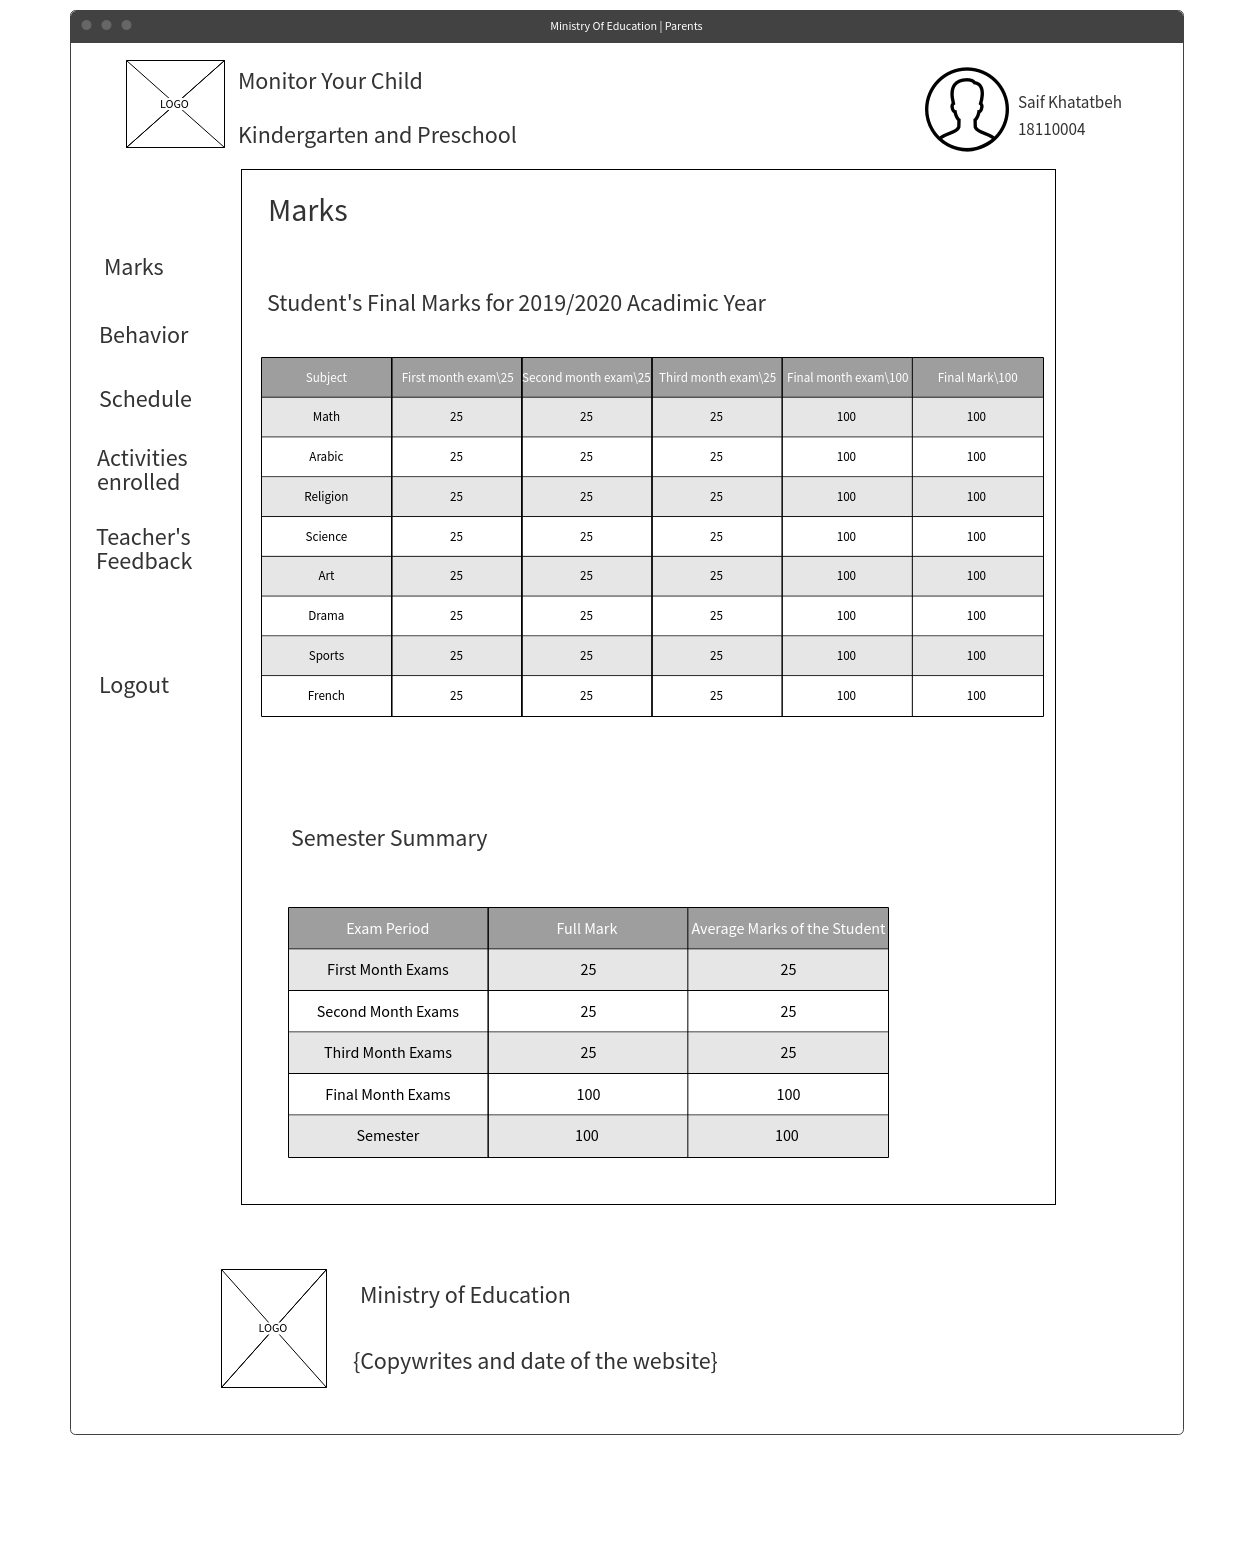 Ministry Of Education | Parents
LOGO
Monitor Your Child
Kindergarten and Preschool
Saif Khatatbeh
18110004
Marks
Behavior
Schedule
Activities
enrolled
Teacher's
Feedback
Logout
Marks
Student's Final Marks for 2019/2020 Acadimic Year
Subject First month exam\25 Second month exam\25 Third month exam\25 Final month exam\100 Final Mark\100
Math 25 25 25 100 100
Arabic 25 25 25 100 100
Religion 25 25 25 100 100
Science 25 25 25 100 100
Art 25 25 25 100 100
Drama 25 25 25 100 100
Sports 25 25 25 100 100
French 25 25 25 100 100
Semester Summary
Exam Period Full Mark Average Marks of the Student
First Month Exams 25 25
Second Month Exams 25 25
Third Month Exams 25 25
Final Month Exams 100 100
Semester 100 100
LOGO
Ministry of Education
{Copywrites and date of the website}